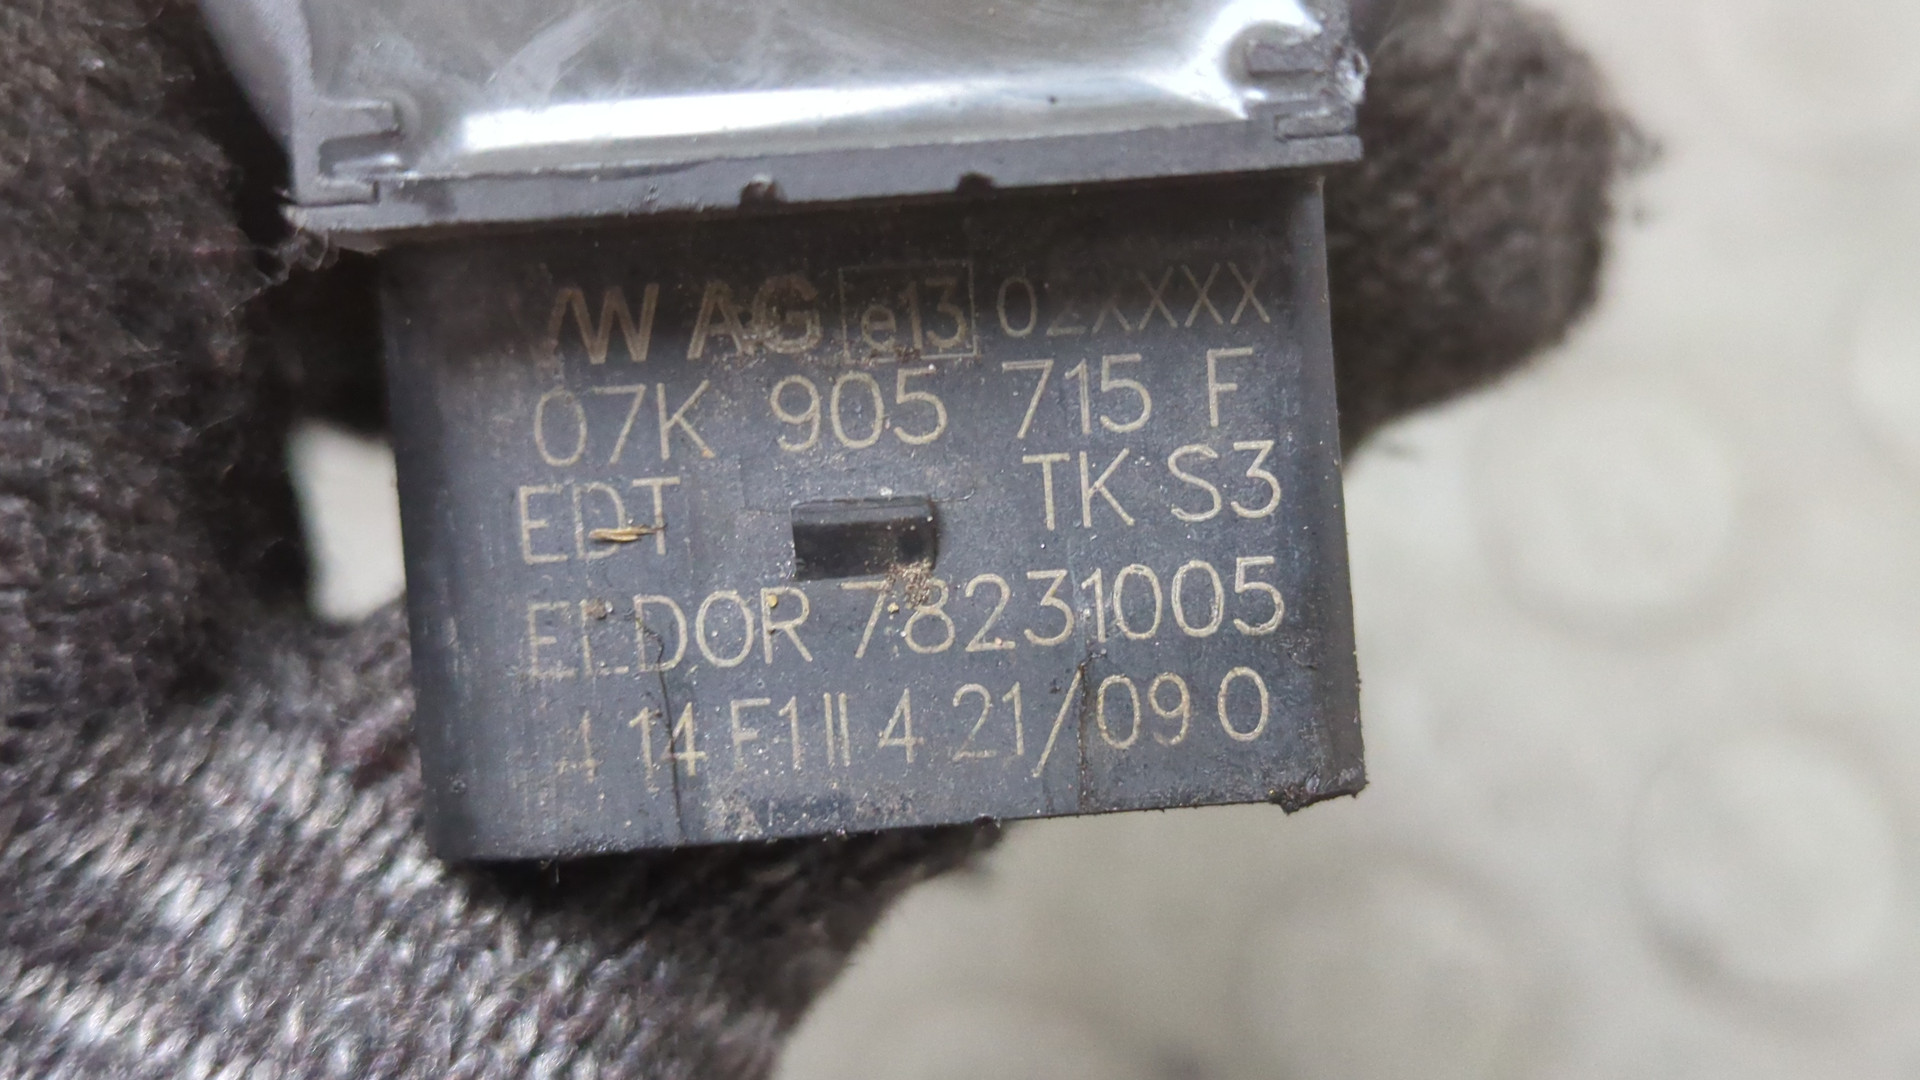 VW AG e13 02XXXX
07K 905 715 F
EDT TK S3
ELDOR 78231005
4 14 F1 II 4 21/09 0